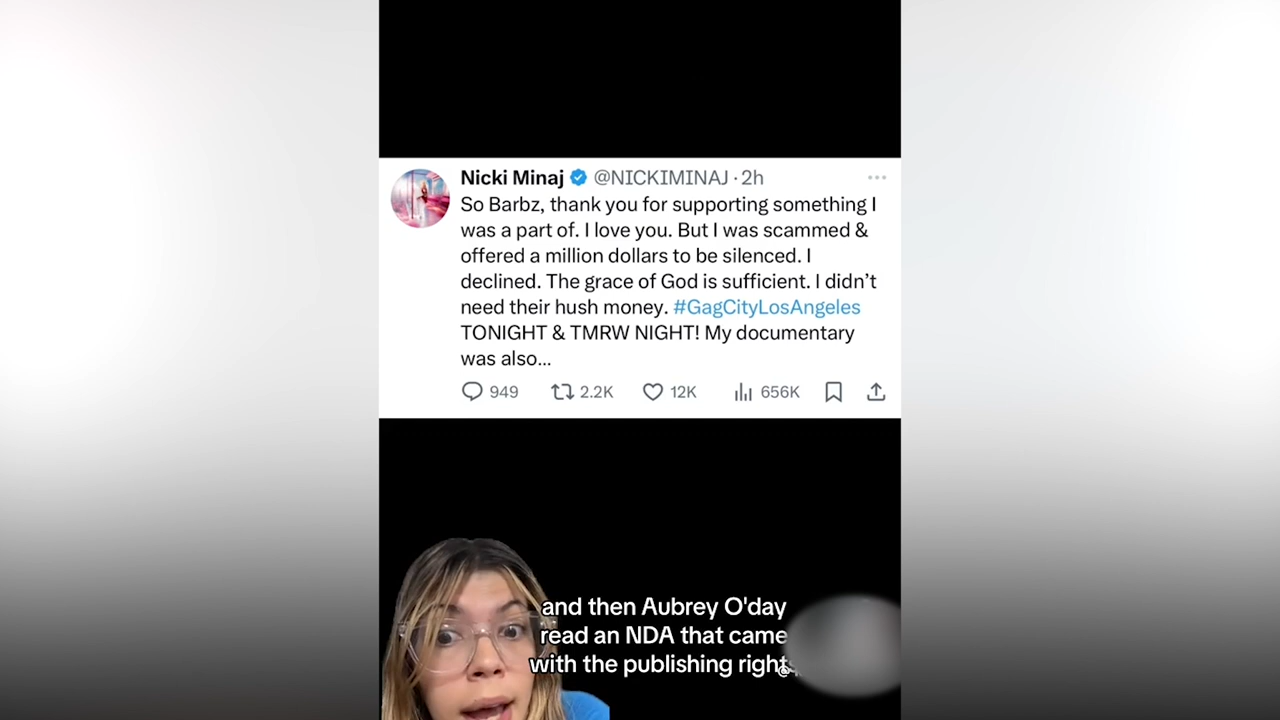 Nicki Minaj @NICKIMINAJ · 2h
So Barbz, thank you for supporting something I
was a part of. I love you. But I was scammed &
offered a million dollars to be silenced. I
declined. The grace of God is sufficient. I didn’t
need their hush money. #GagCityLosAngeles
TONIGHT & TMRW NIGHT! My documentary
was also...
949 2.2K 12K 656K
and then Aubrey O'day
read an NDA that came
with the publishing rights